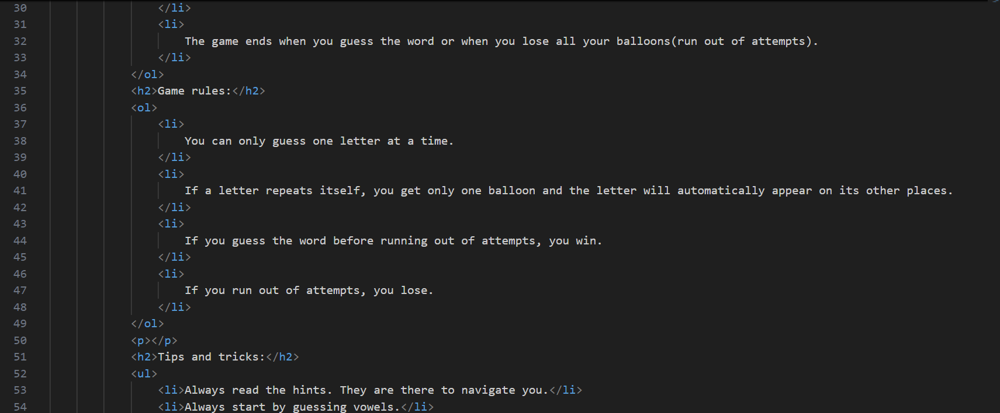 30 </li>
31 <li>
32 The game ends when you guess the word or when you lose all your balloons(run out of attempts).
33 </li>
34 </ol>
35 <h2>Game rules:</h2>
36 <ol>
37 <li>
38 You can only guess one letter at a time.
39 </li>
40 <li>
41 If a letter repeats itself, you get only one balloon and the letter will automatically appear on its other places.
42 </li>
43 <li>
44 If you guess the word before running out of attempts, you win.
45 </li>
46 <li>
47 If you run out of attempts, you lose.
48 </li>
49 </ol>
50 <p></p>
51 <h2>Tips and tricks:</h2>
52 <ul>
53 <li>Always read the hints. They are there to navigate you.</li>
54 <li>Always start by guessing vowels.</li>